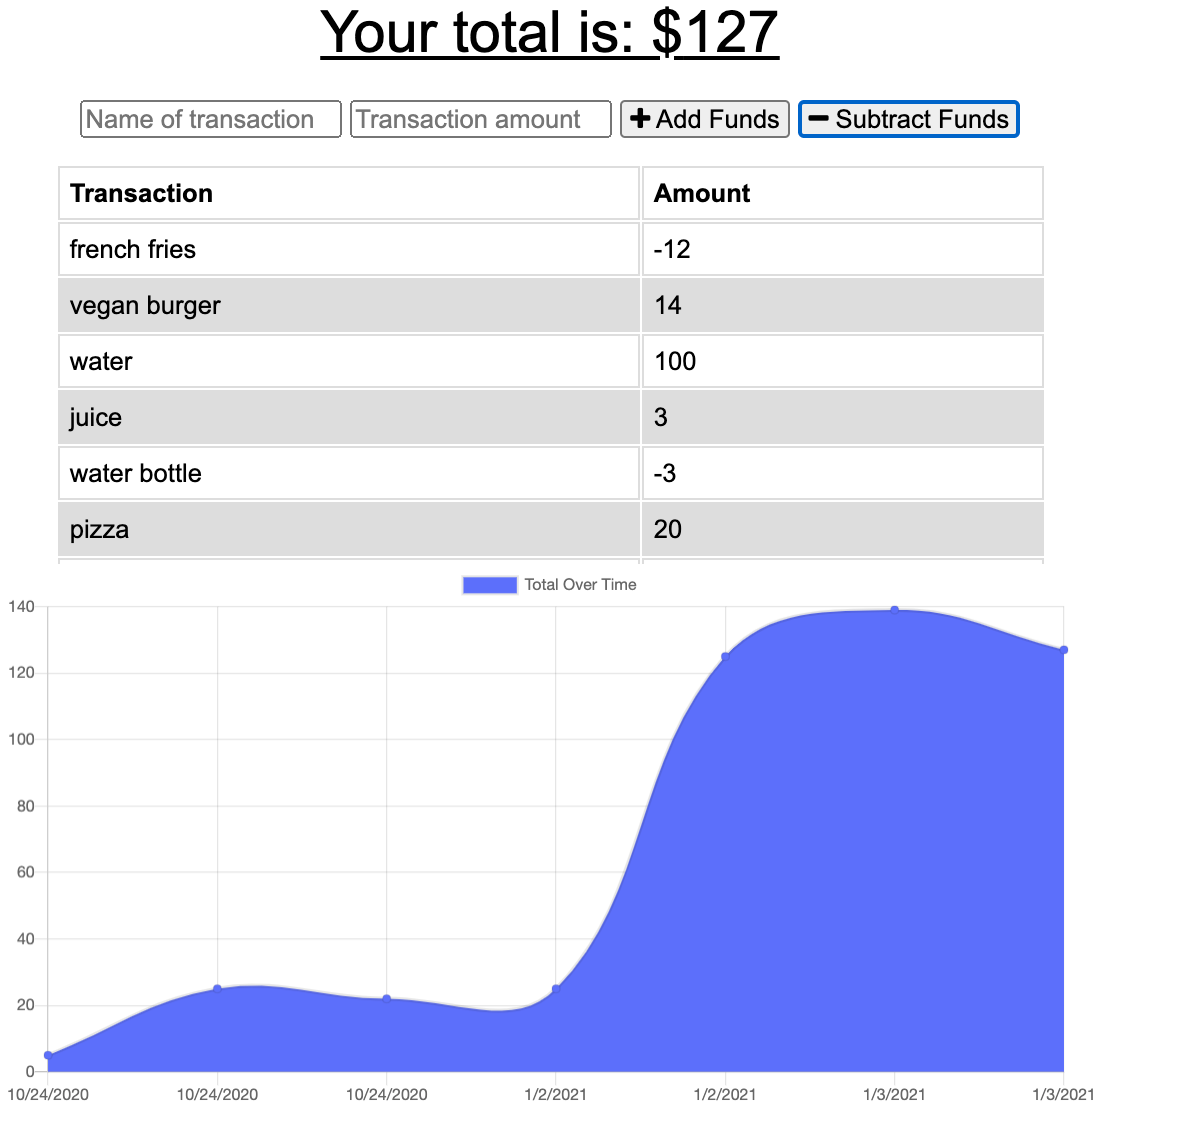 Your total is: $127
Name of transaction Transaction amount Add Funds Subtract Funds
Transaction Amount
french fries -12
vegan burger 14
water 100
juice 3
water bottle -3
pizza 20
Total Over Time
140
120
100
80
60
40
20
0
10/24/2020 10/24/2020 10/24/2020 1/2/2021 1/2/2021 1/3/2021 1/3/2021